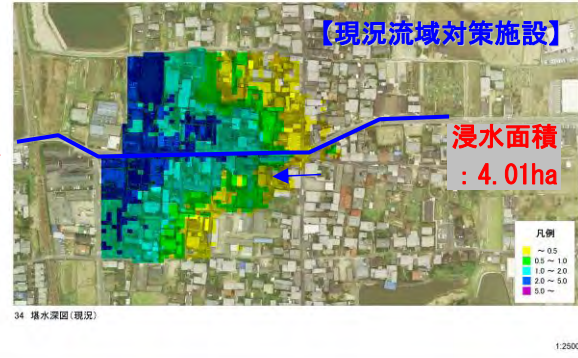 【現況流域対策施設】
浸水面積
：4.01ha
凡例
～ 0.5
0.5 ～ 1.0
1.0 ～ 2.0
2.0 ～ 5.0
5.0 ～
34 堪水深図(現況)
1:2500